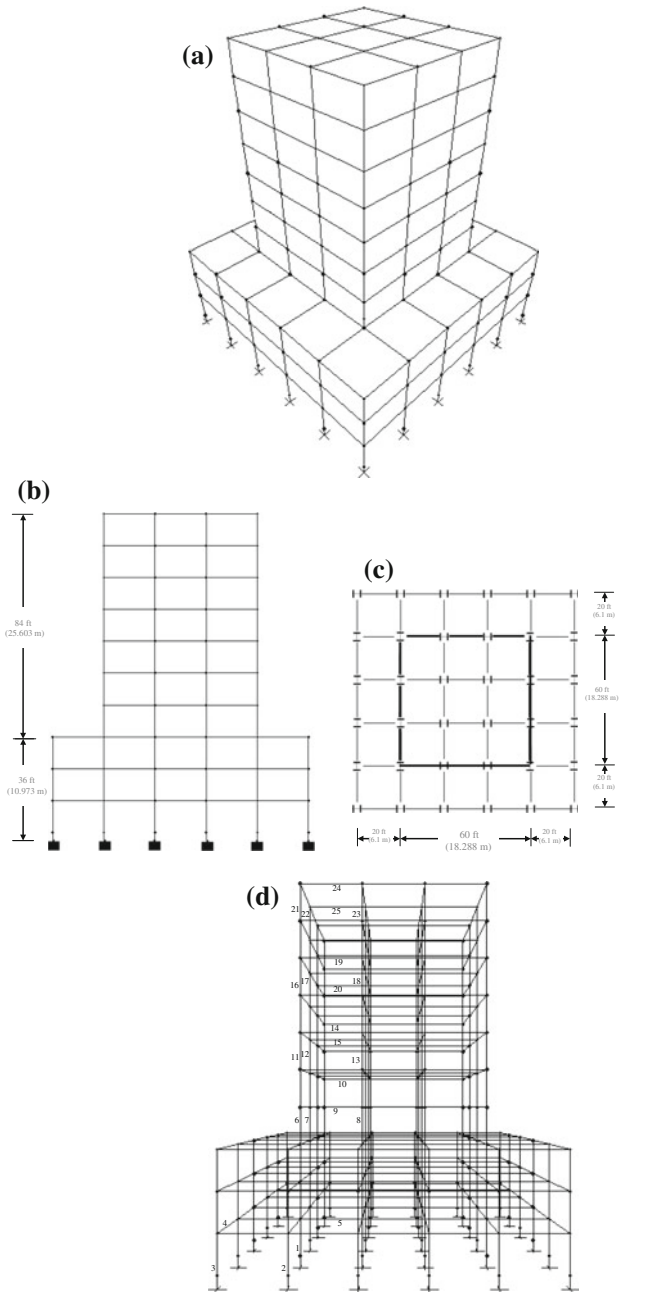 (a)
(b)
84 ft
(25.603 m)
36 ft
(10.973 m)
(c)
20 ft
(6.1 m)
60 ft
(18.288 m)
20 ft
(6.1 m)
20 ft
(6.1 m)
60 ft
(18.288 m)
20 ft
(6.1 m)
(d)
24
21
22
25
23
19
16
17
18
20
14
15
11
12
13
10
9
6
7
8
4
5
1
3
2